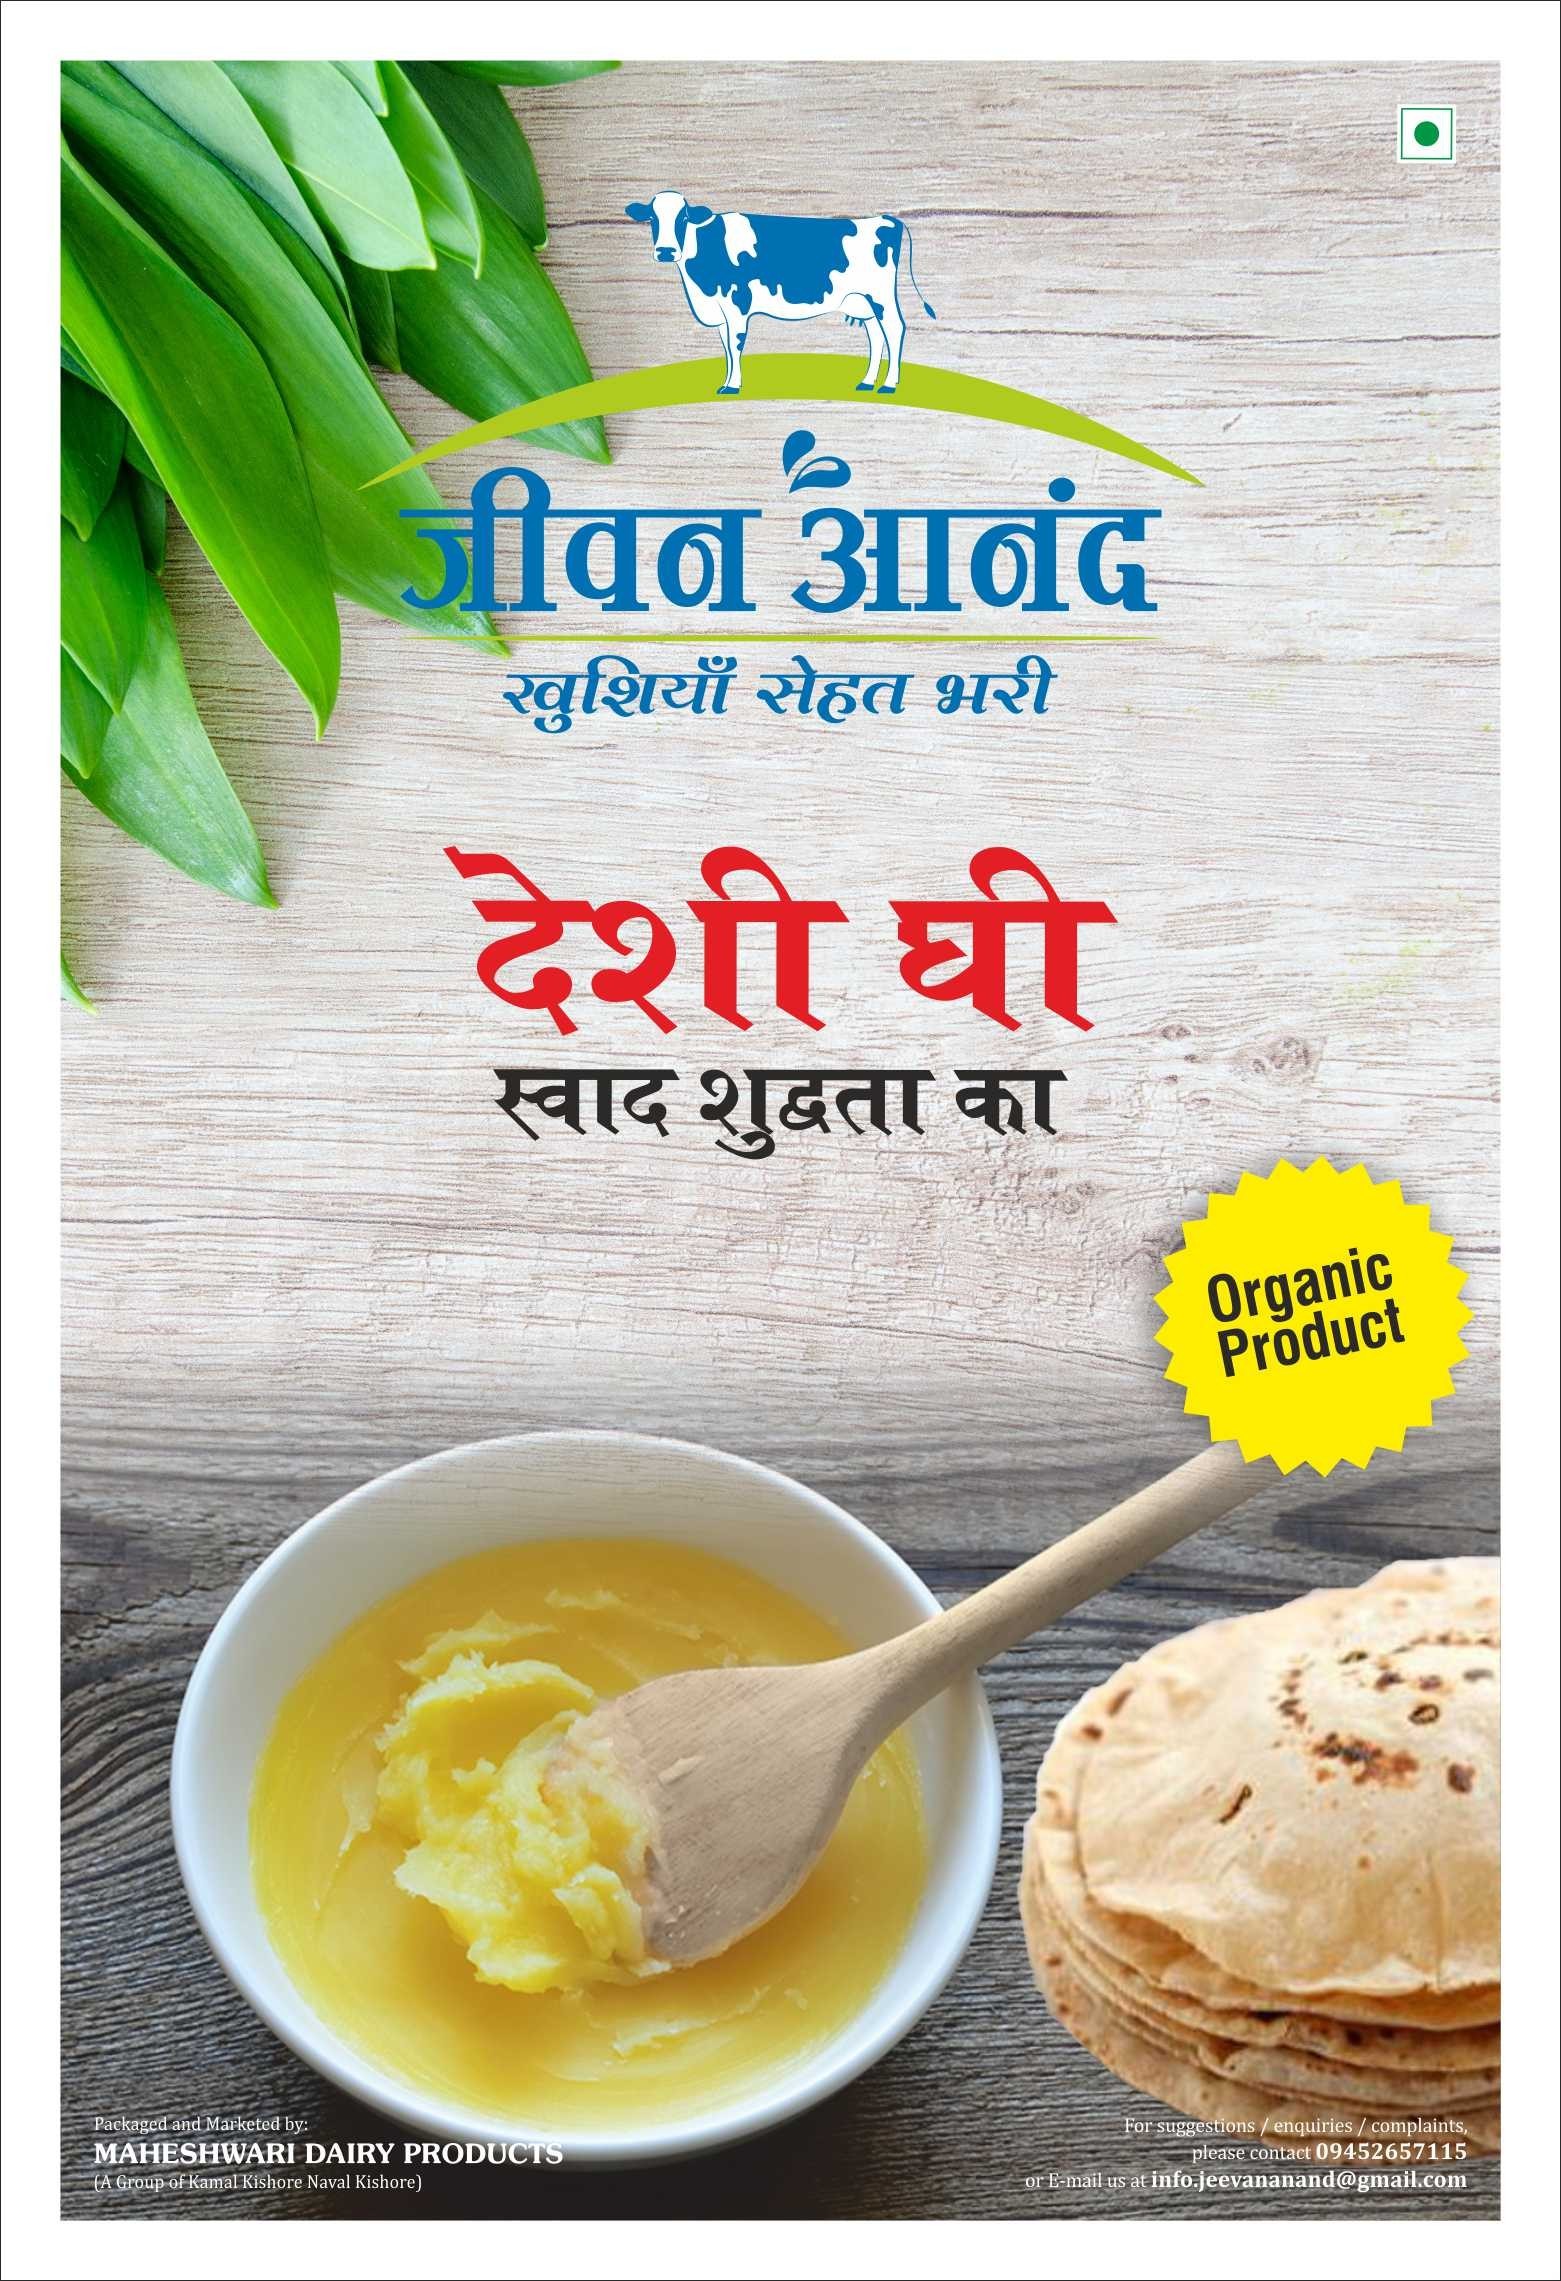 जीवन आनंद
खुशियाँ सेहत भरी
देशी घी
स्वाद शुद्धता का
Organic
Product
Packaged and Marketed by:
MAHESHWARI DAIRY PRODUCTS
(A Group of Kamal Kishore Naval Kishore)
For suggestions / enquiries / complaints,
please contact 09452657115
or E-mail us at info.jeevananand@gmail.com